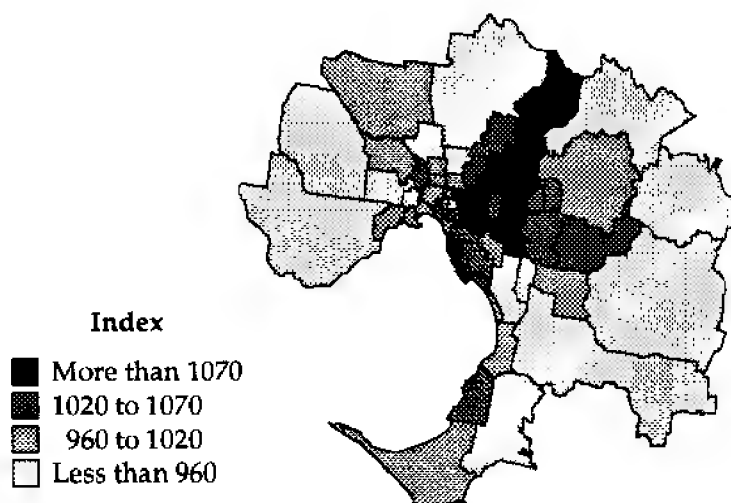 Index
More than 1070
1020 to 1070
960 to 1020
Less than 960